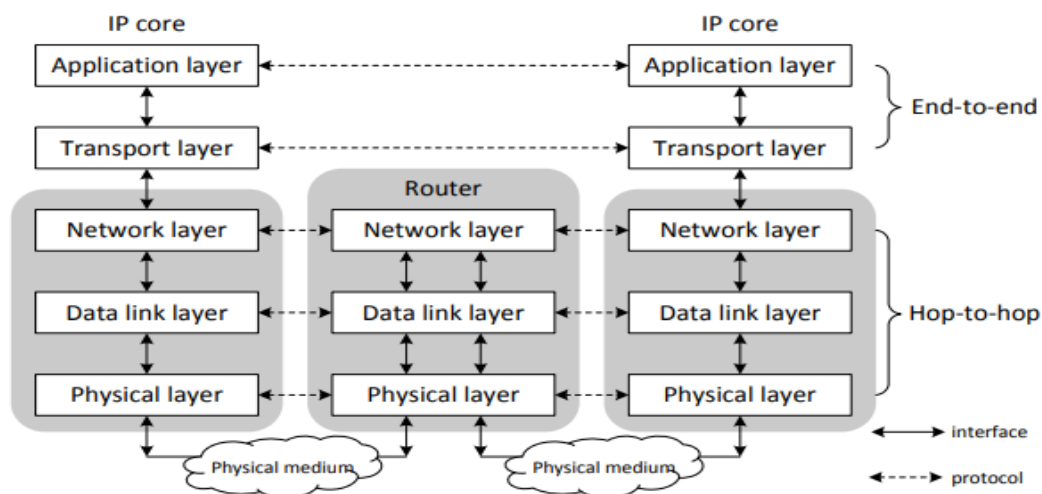 IP core
IP core
Application layer
Application layer
End-to-end
Transport layer
Transport layer
Router
Network layer
Network layer
Network layer
Data link layer
Data link layer
Data link layer
Hop-to-hop
Physical layer
Physical layer
Physical layer
interface
Physical medium
Physical medium
protocol